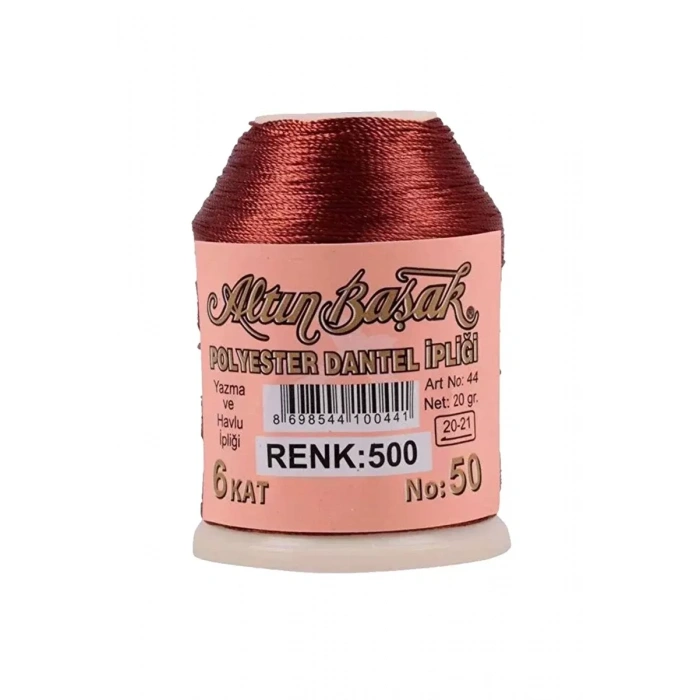 Altın Başak®
POLYESTER DANTEL İPLİĞİ
Yazma
ve
Havlu
İpliği
8 698544 100441
Art No: 44
Net: 20 gr.
20-21
RENK:500
6 KAT
No: 50